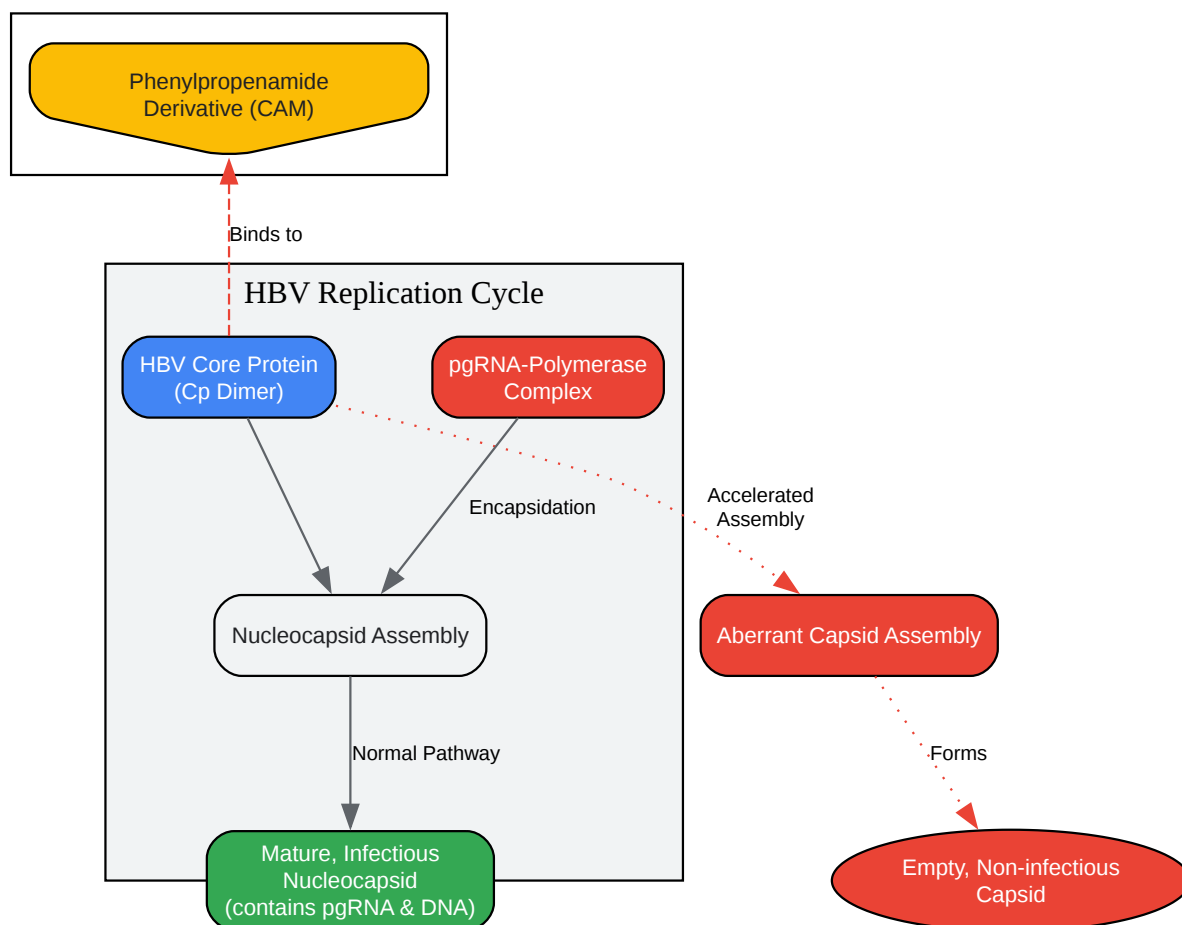 Phenylpropenamide
Derivative (CAM)
Binds to
HBV Replication Cycle
HBV Core Protein
(Cp Dimer)
pgRNA-Polymerase
Complex
Accelerated
Assembly
Encapsidation
Nucleocapsid Assembly
Aberrant Capsid Assembly
Normal Pathway
Forms
Mature, Infectious
Nucleocapsid
(contains pgRNA & DNA)
Empty, Non-infectious
Capsid